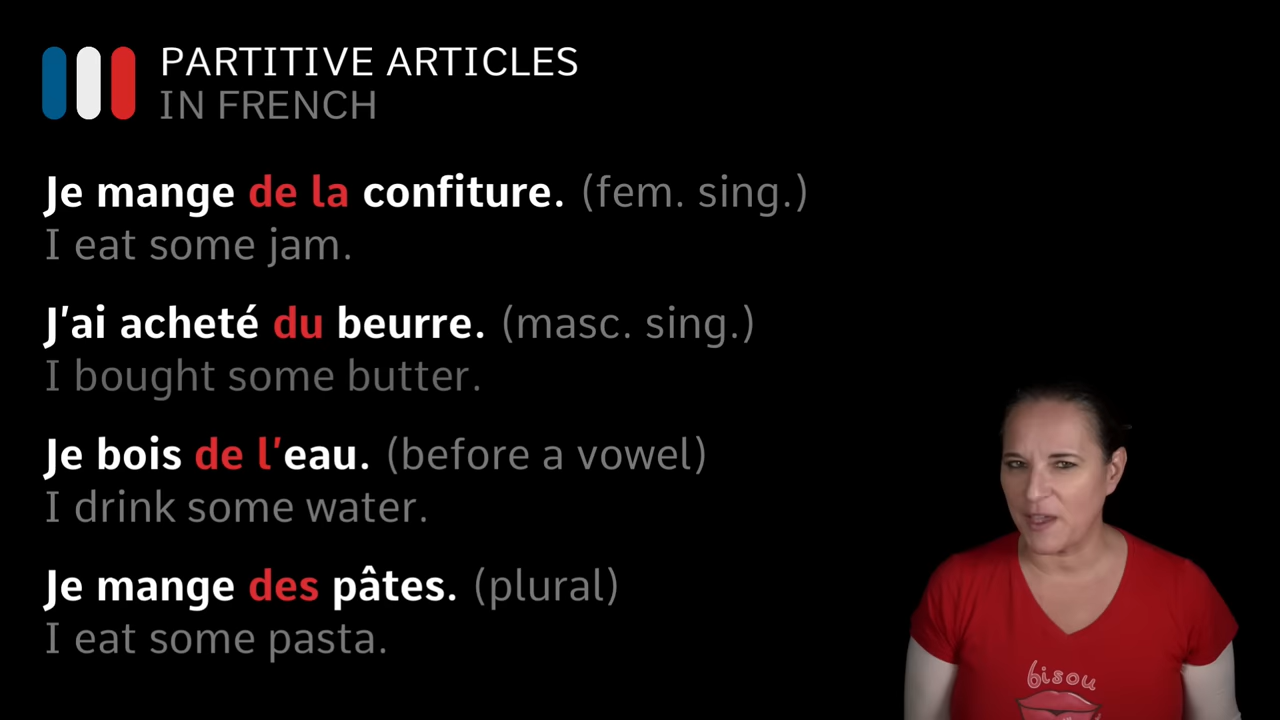 PARTITIVE ARTICLES
IN FRENCH
Je mange de la confiture. (fem. sing.)
I eat some jam.
J'ai acheté du beurre. (masc. sing.)
I bought some butter.
Je bois de l'eau. (before a vowel)
I drink some water.
Je mange des pâtes. (plural)
I eat some pasta.
bisou